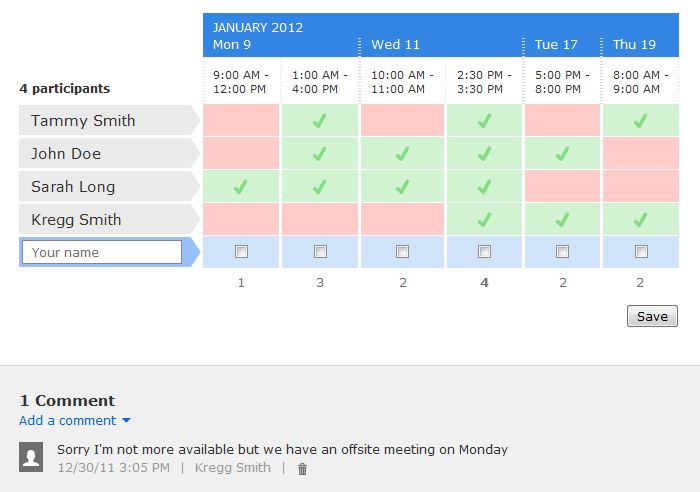 JANUARY 2012
Mon 9 Wed 11 Tue 17 Thu 19
9:00 AM - 1:00 AM - 10:00 AM - 2:30 PM - 5:00 PM - 8:00 AM -
4 participants 12:00 PM 4:00 PM 11:00 AM 3:30 PM 8:00 PM 9:00 AM
Tammy Smith
John Doe
Sarah Long
Kregg Smith
Your name
1 3 2 4 2 2
Save
1 Comment
Add a comment
Sorry I'm not more available but we have an offsite meeting on Monday
12/30/11 3:05 PM | Kregg Smith |